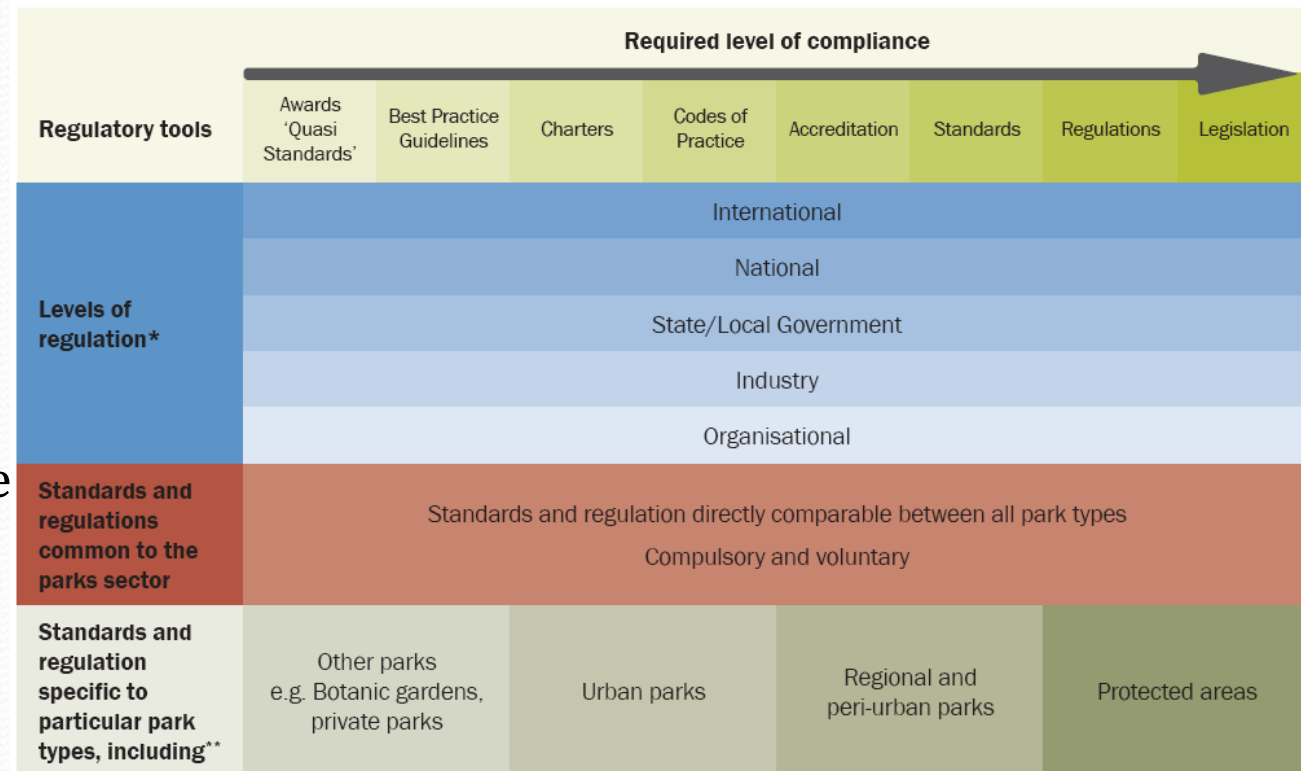 Required level of compliance
Regulatory tools
Awards
‘Quasi
Standards’
Best Practice
Guidelines
Charters
Codes of
Practice
Accreditation
Standards
Regulations
Legislation
Levels of
regulation*
International
National
State/Local Government
Industry
Organisational
e
Standards and
regulations
common to the
parks sector
Standards and regulation directly comparable between all park types
Compulsory and voluntary
Standards and
regulation
specific to
particular park
types, including**
Other parks
e.g. Botanic gardens,
private parks
Urban parks
Regional and
peri-urban parks
Protected areas